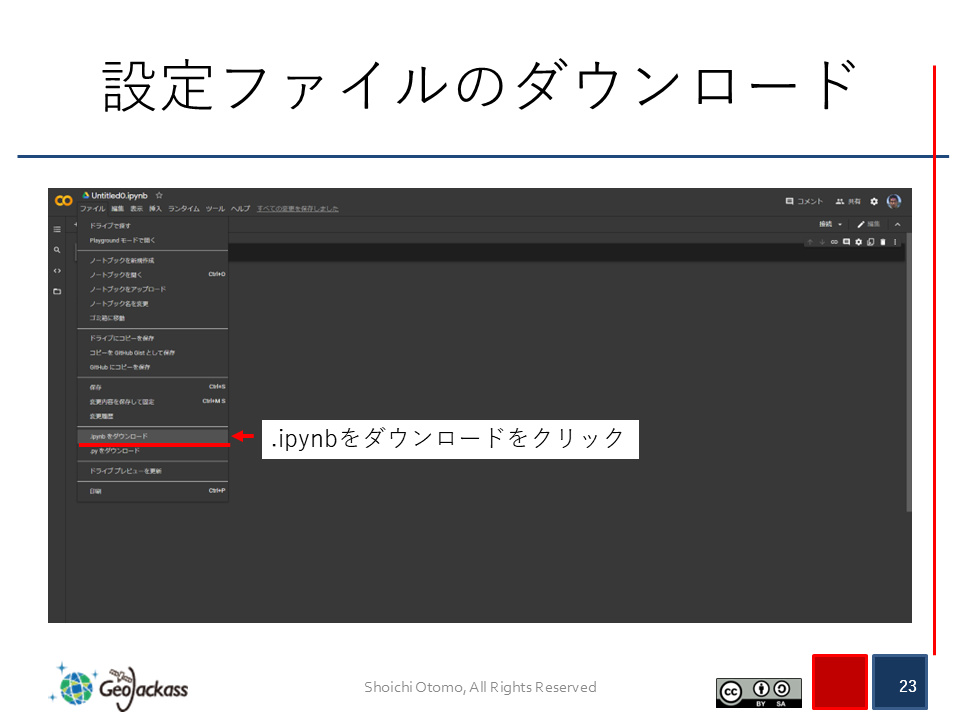 設定ファイルのダウンロード
Untitled0.ipynb
ファイル 編集 表示 挿入 ランタイム ツール ヘルプ すべての変更を保存しました
コメント 共有
接続 編集
ドライブで探す
Playground モードで開く
ノートブックを新規作成
ノートブックを開く Ctrl+O
ノートブックをアップロード
ノートブック名を変更
ゴミ箱に移動
ドライブにコピーを保存
コピーを GitHub Gist として保存
GitHub にコピーを保存
保存 Ctrl+S
変更内容を保存して固定 Ctrl+M S
変更履歴
.ipynb をダウンロード
.ipynbをダウンロードをクリック
.py をダウンロード
ドライブ プレビューを更新
印刷 Ctrl+P
GeoJackass
Shoichi Otomo, All Rights Reserved
cc BY SA
23